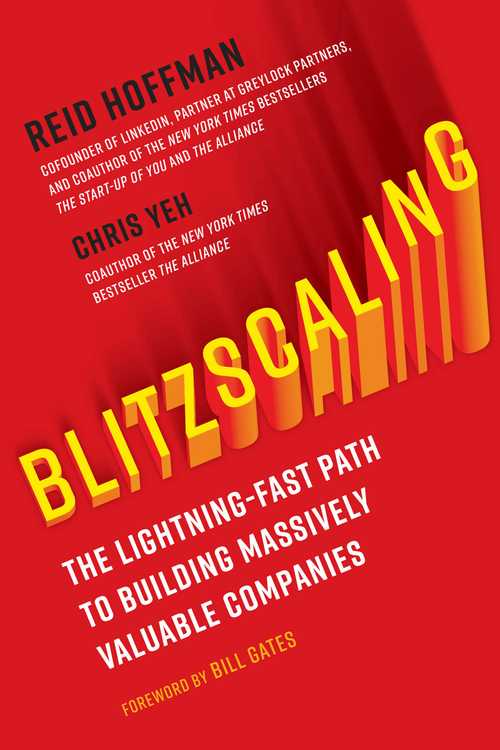 REID HOFFMAN
COFOUNDER OF LINKEDIN, PARTNER AT GREYLOCK PARTNERS,
AND COAUTHOR OF THE NEW YORK TIMES BESTSELLERS
THE START-UP OF YOU AND THE ALLIANCE
CHRIS YEH
COAUTHOR OF THE NEW YORK TIMES
BESTSELLER THE ALLIANCE
BLITZSCALING
THE LIGHTNING-FAST PATH
TO BUILDING MASSIVELY
VALUABLE COMPANIES
FOREWORD BY BILL GATES